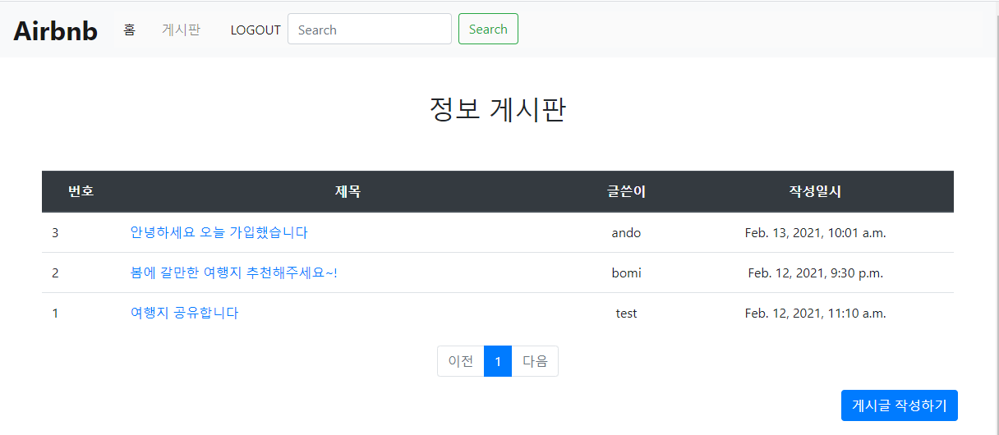 Airbnb 홈 게시판 LOGOUT Search Search
정보 게시판
번호 제목 글쓴이 작성일시
3 안녕하세요 오늘 가입했습니다 ando Feb. 13, 2021, 10:01 a.m.
2 봄에 갈만한 여행지 추천해주세요~! bomi Feb. 12, 2021, 9:30 p.m.
1 여행지 공유합니다 test Feb. 12, 2021, 11:10 a.m.
이전 1 다음
게시글 작성하기